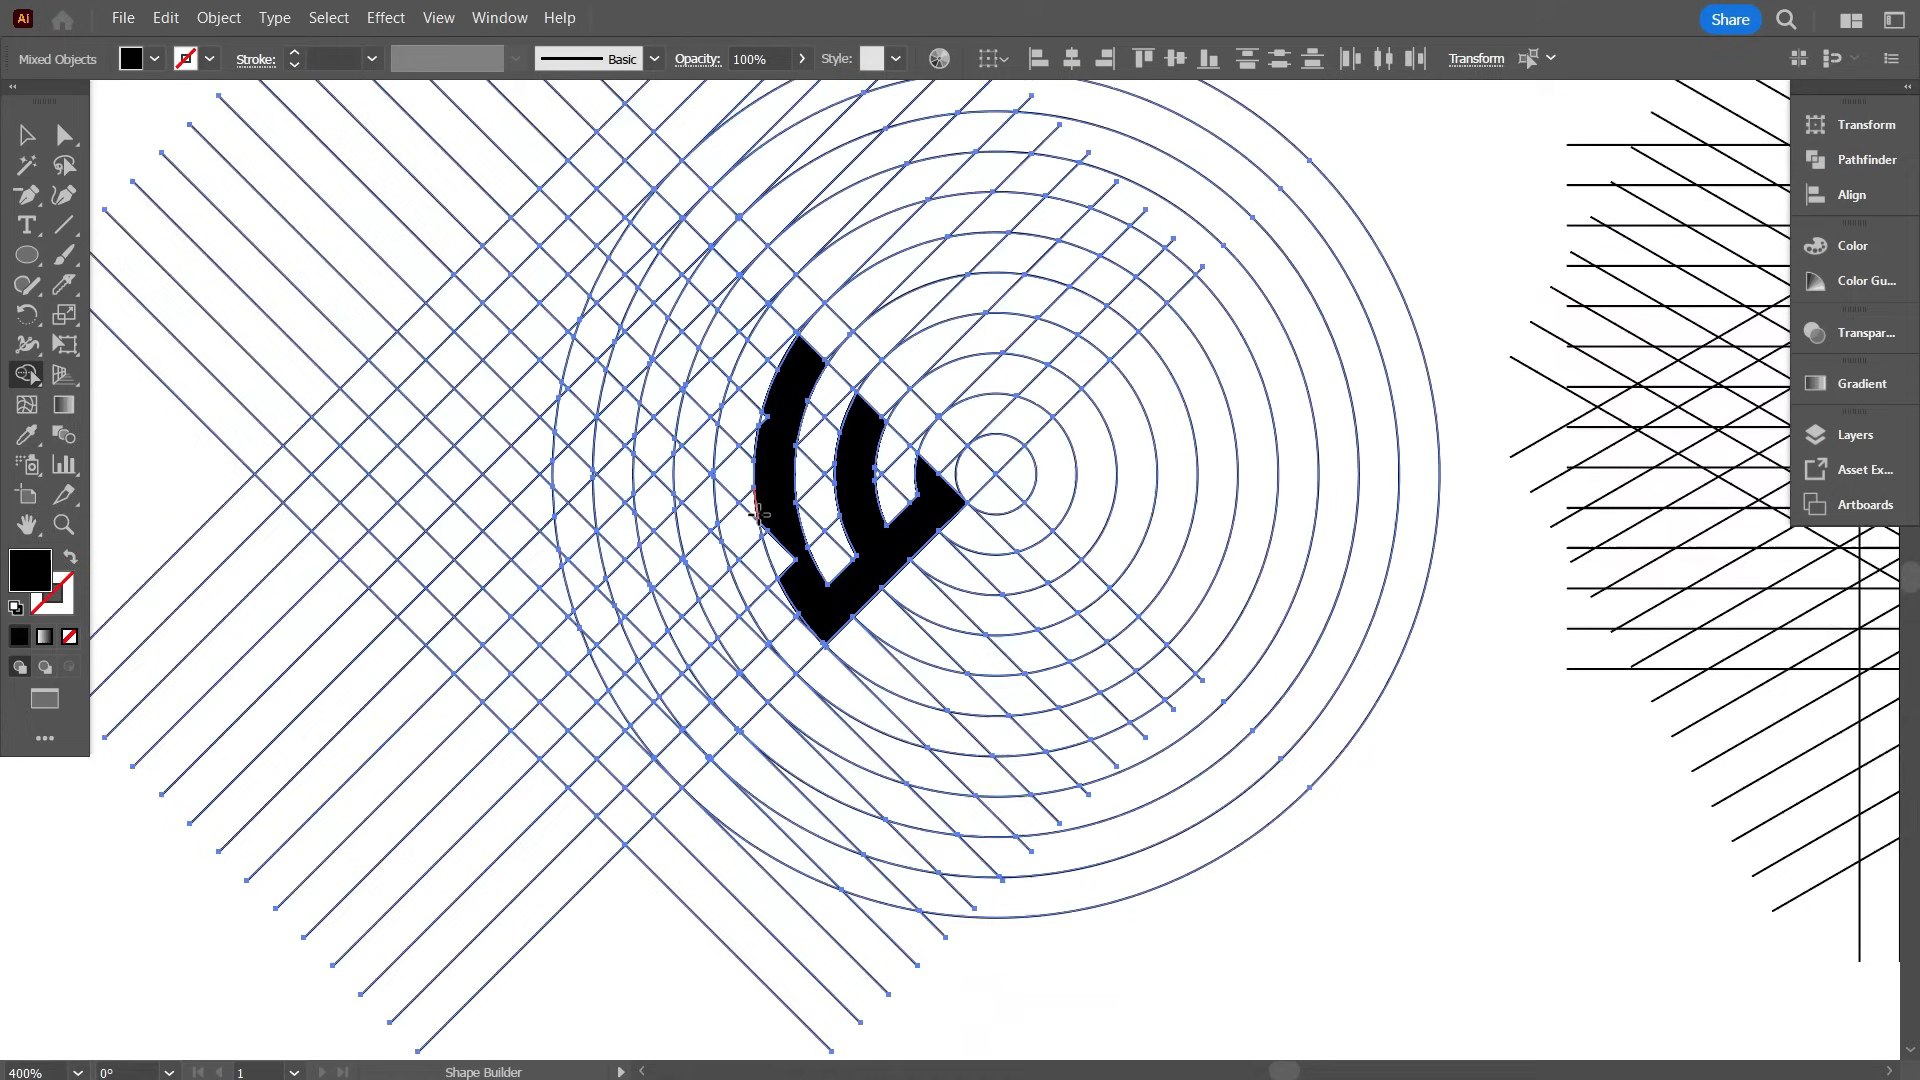 Ai File Edit Object Type Select Effect View Window Help Share
Mixed Objects Stroke: Basic Opacity: 100% Style: Transform
Transform
Pathfinder
Align
Color
Color Gu...
Transpar...
Gradient
Layers
Asset Ex...
Artboards
400% 0° 1 Shape Builder